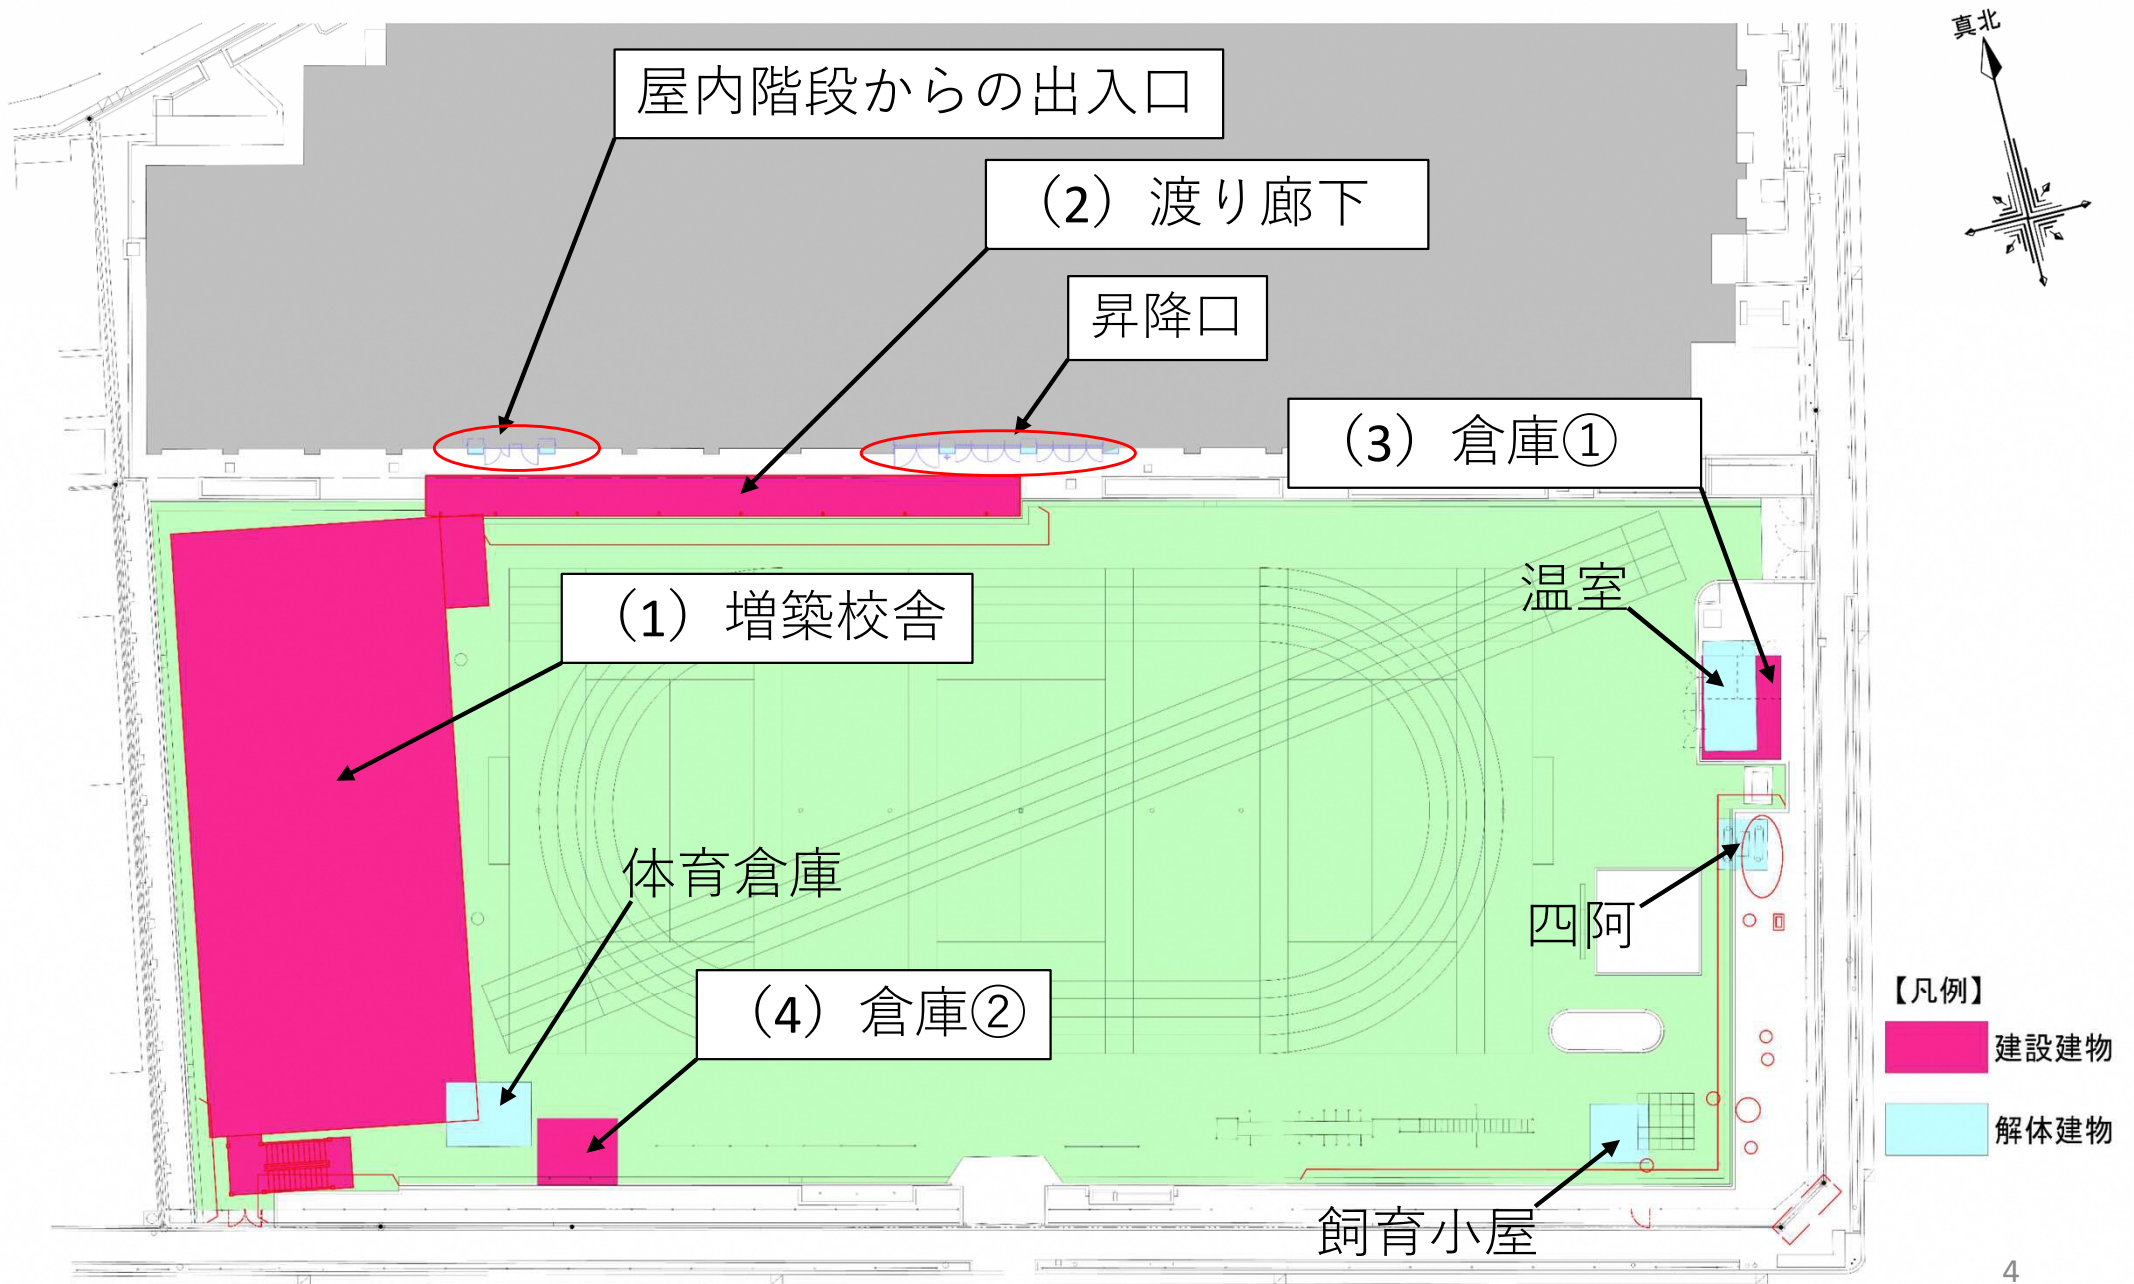 真北
屋内階段からの出入口
（2）渡り廊下
昇降口
（3）倉庫①
温室
（1）増築校舎
体育倉庫
四阿
（4）倉庫②
【凡例】
建設建物
解体建物
飼育小屋
4